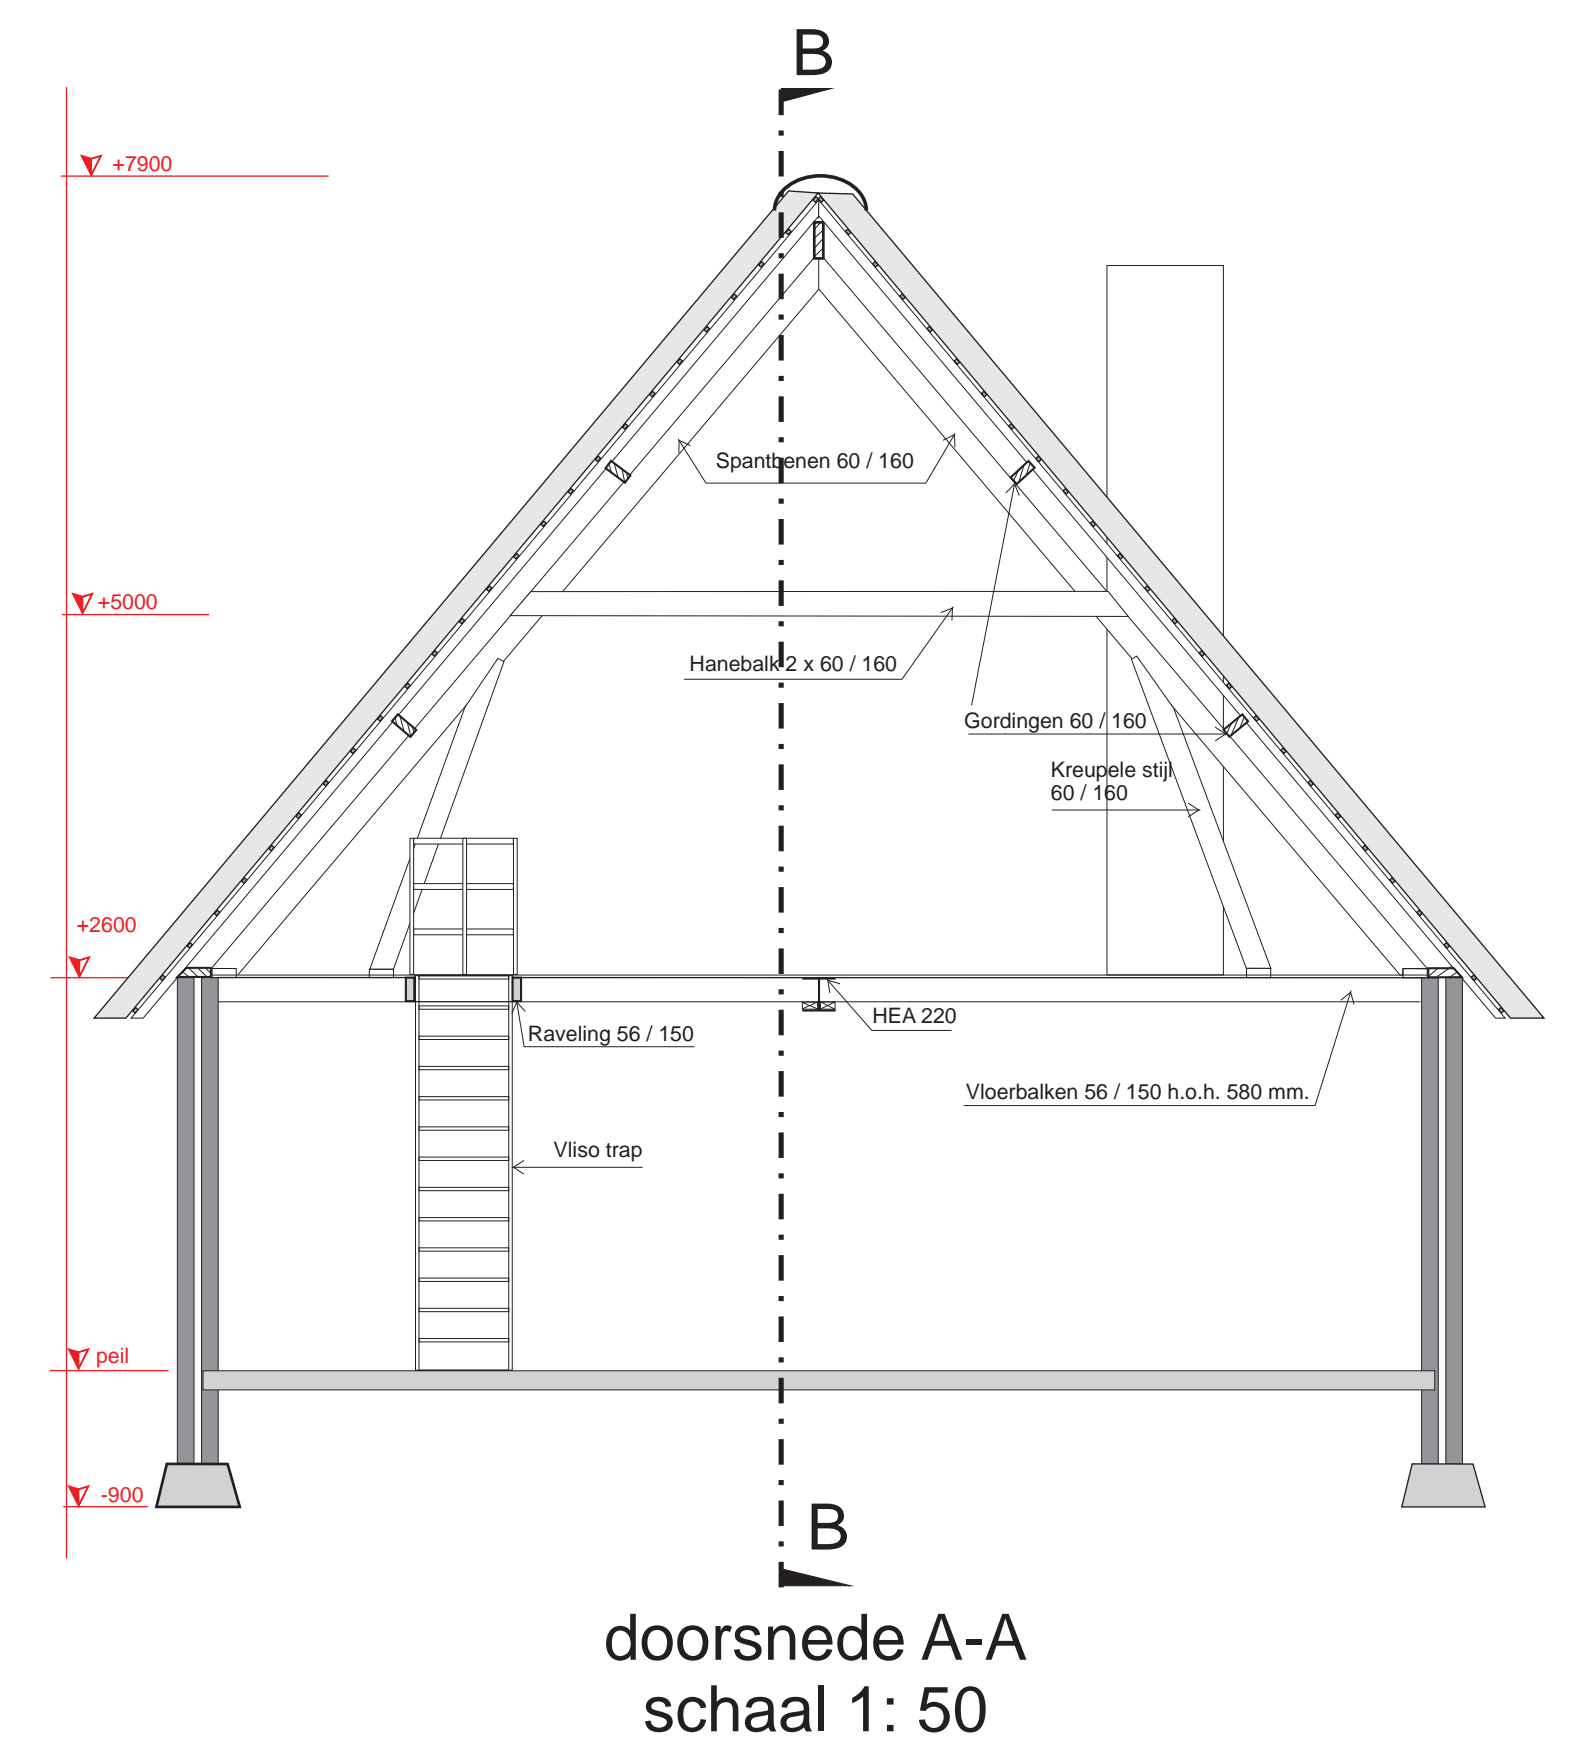 B
+7900
Spantbenen 60 / 160
+5000
Hanebalk 2 x 60 / 160
Gordingen 60 / 160
Kreupele stijl
60 / 160
+2600
HEA 220
Raveling 56 / 150
Vloerbalken 56 / 150 h.o.h. 580 mm.
Vliso trap
peil
-900
B
doorsnede A-A
schaal 1: 50